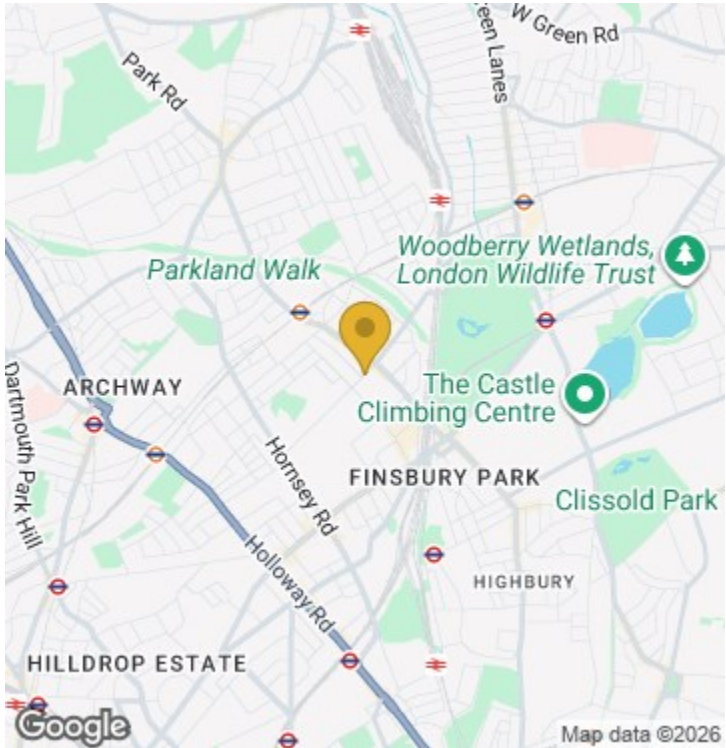 W Green Rd
Green Lanes
Park Rd
Woodberry Wetlands,
London Wildlife Trust
Parkland Walk
ARCHWAY
The Castle
Climbing Centre
Dartmouth Park Hill
Hornsey Rd
FINSBURY PARK
Clissold Park
Holloway Rd
HIGHBURY
HILLDROP ESTATE
Google
Map data ©2026